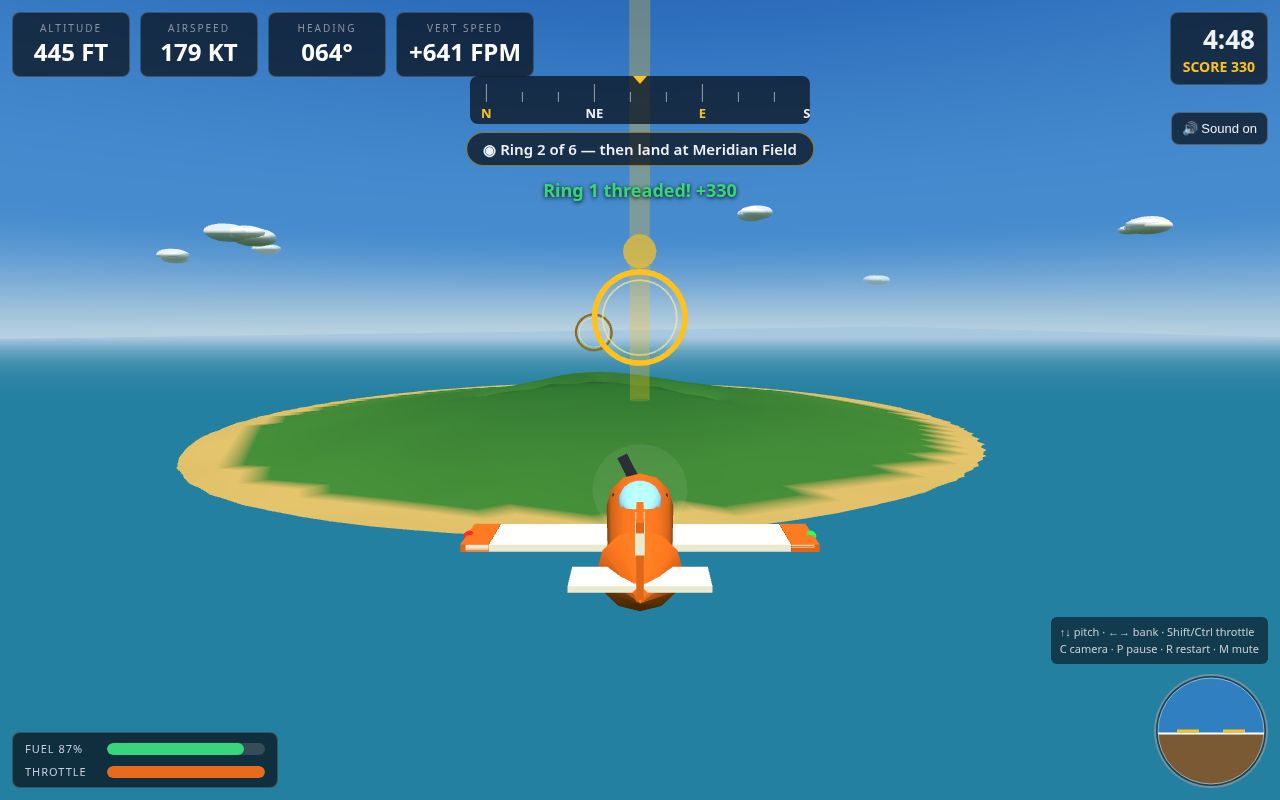 ALTITUDE
445 FT
AIRSPEED
179 KT
HEADING
064°
VERT SPEED
+641 FPM
4:48
SCORE 330
N NE E S
🔊 Sound on
◉ Ring 2 of 6 — then land at Meridian Field
Ring 1 threaded! +330
↑↓ pitch · ←→ bank · Shift/Ctrl throttle
C camera · P pause · R restart · M mute
FUEL 87%
THROTTLE